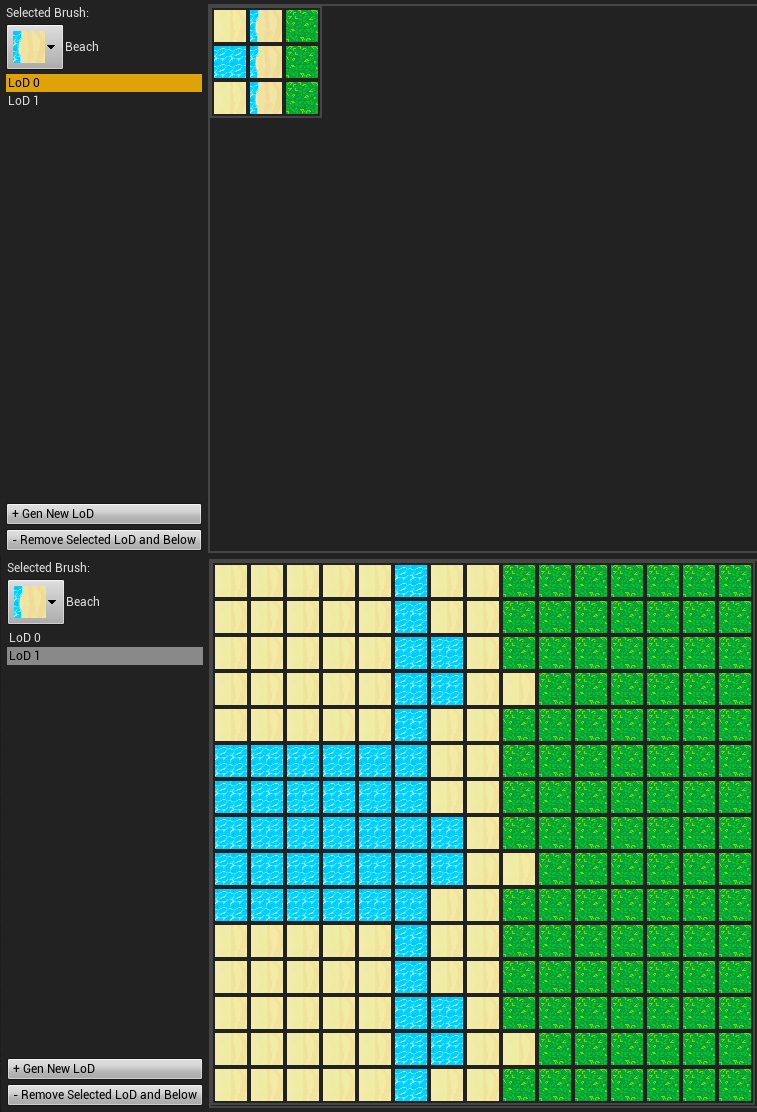 Selected Brush:
Beach
LoD 0
LoD 1
+ Gen New LoD
- Remove Selected LoD and Below
Selected Brush:
Beach
LoD 0
LoD 1
+ Gen New LoD
- Remove Selected LoD and Below